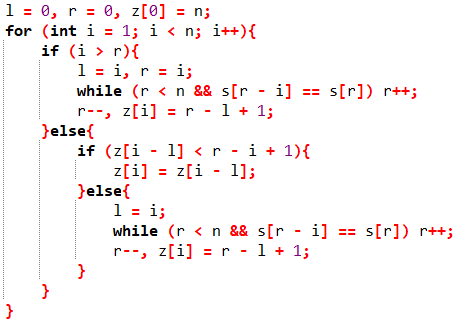 l = 0, r = 0, z[0] = n;
for (int i = 1; i < n; i++){
    if (i > r){
        l = i, r = i;
        while (r < n && s[r - i] == s[r]) r++;
        r--, z[i] = r - l + 1;
    }else{
        if (z[i - l] < r - i + 1){
            z[i] = z[i - l];
        }else{
            l = i;
            while (r < n && s[r - i] == s[r]) r++;
            r--, z[i] = r - l + 1;
        }
    }
}